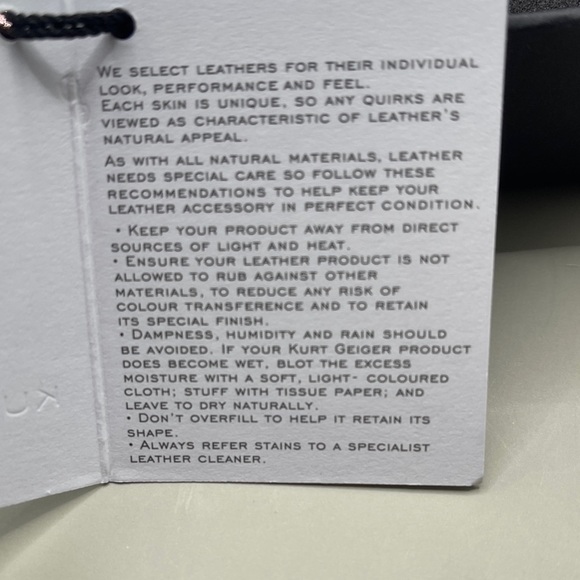 WE SELECT LEATHERS FOR THEIR INDIVIDUAL
LOOK, PERFORMANCE AND FEEL.
EACH SKIN IS UNIQUE, SO ANY QUIRKS ARE
VIEWED AS CHARACTERISTIC OF LEATHER'S
NATURAL APPEAL.
AS WITH ALL NATURAL MATERIALS, LEATHER
NEEDS SPECIAL CARE SO FOLLOW THESE
RECOMMENDATIONS TO HELP KEEP YOUR
LEATHER ACCESSORY IN PERFECT CONDITION.
• KEEP YOUR PRODUCT AWAY FROM DIRECT
SOURCES OF LIGHT AND HEAT.
• ENSURE YOUR LEATHER PRODUCT IS NOT
ALLOWED TO RUB AGAINST OTHER
MATERIALS, TO REDUCE ANY RISK OF
COLOUR TRANSFERENCE AND TO RETAIN
ITS SPECIAL FINISH.
• DAMPNESS, HUMIDITY AND RAIN SHOULD
BE AVOIDED. IF YOUR KURT GEIGER PRODUCT
DOES BECOME WET, BLOT THE EXCESS
MOISTURE WITH A SOFT, LIGHT- COLOURED
CLOTH; STUFF WITH TISSUE PAPER; AND
LEAVE TO DRY NATURALLY.
• DON'T OVERFILL TO HELP IT RETAIN ITS
SHAPE.
• ALWAYS REFER STAINS TO A SPECIALIST
LEATHER CLEANER.